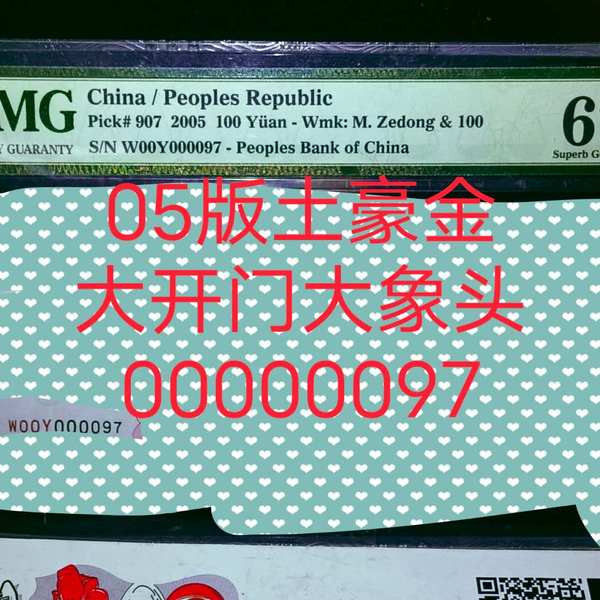 MG
China / Peoples Republic
Pick# 907 2005 100 Yüan - Wmk: M. Zedong & 100
Y GUARANTY
S/N W00Y000097 - Peoples Bank of China
6
Superb G
05版土豪金
大开门大象头
00000097
W00Y000097